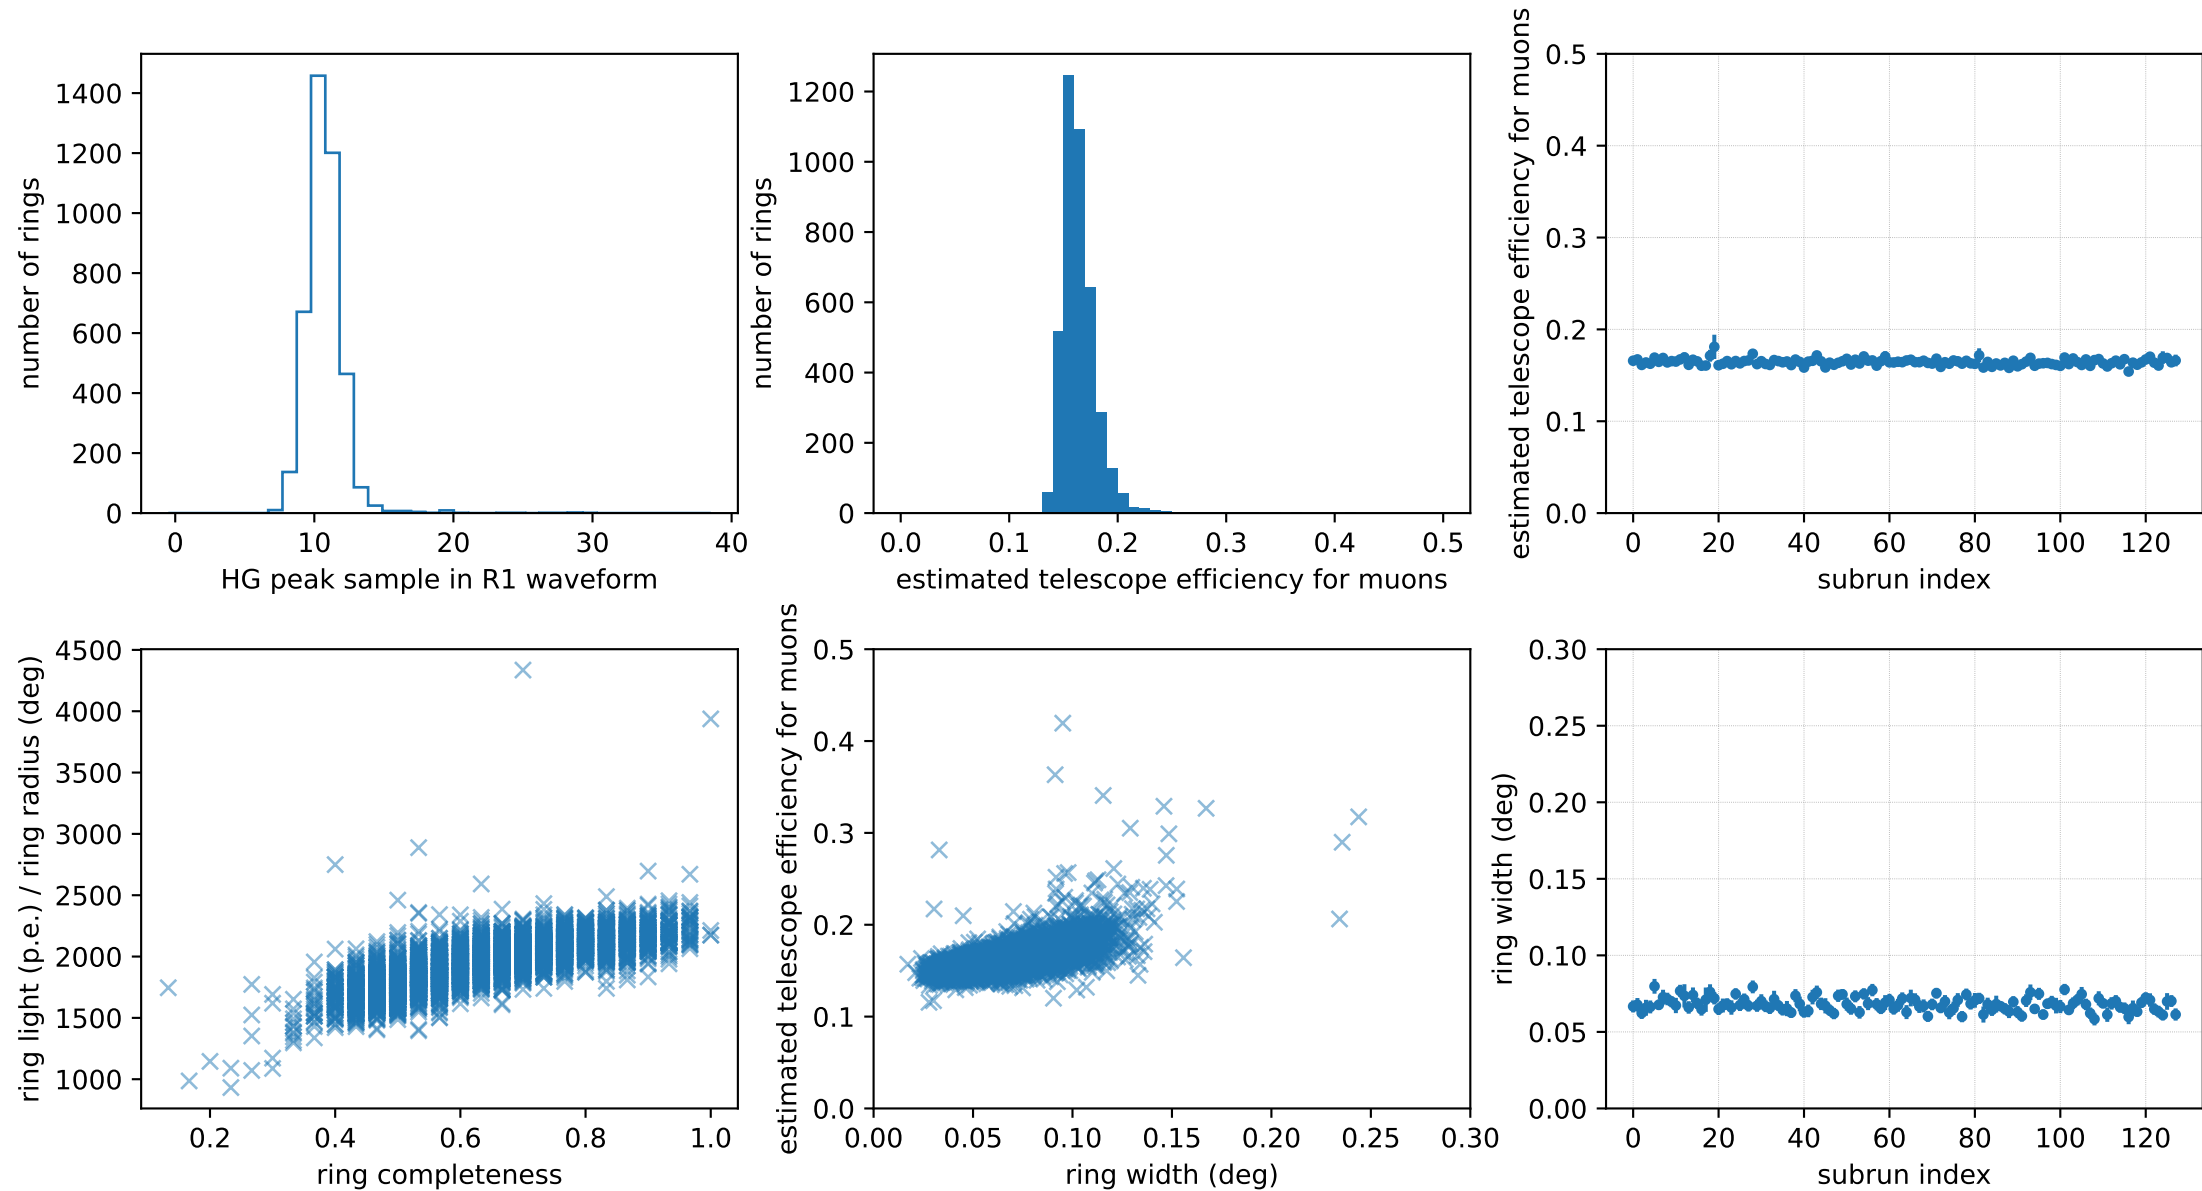 number of rings
1400
1200
1000
800
600
400
200
0
0 10 20 30 40
HG peak sample in R1 waveform
number of rings
1200
1000
800
600
400
200
0
0.0 0.1 0.2 0.3 0.4 0.5
estimated telescope efficiency for muons
estimated telescope efficiency for muons
0.5
0.4
0.3
0.2
0.1
0.0
0 20 40 60 80 100 120
subrun index
ring light (p.e.) / ring radius (deg)
4500
4000
3500
3000
2500
2000
1500
1000
0.2 0.4 0.6 0.8 1.0
ring completeness
estimated telescope efficiency for muons
0.5
0.4
0.3
0.2
0.1
0.0
0.00 0.05 0.10 0.15 0.20 0.25 0.30
ring width (deg)
ring width (deg)
0.30
0.25
0.20
0.15
0.10
0.05
0.00
0 20 40 60 80 100 120
subrun index